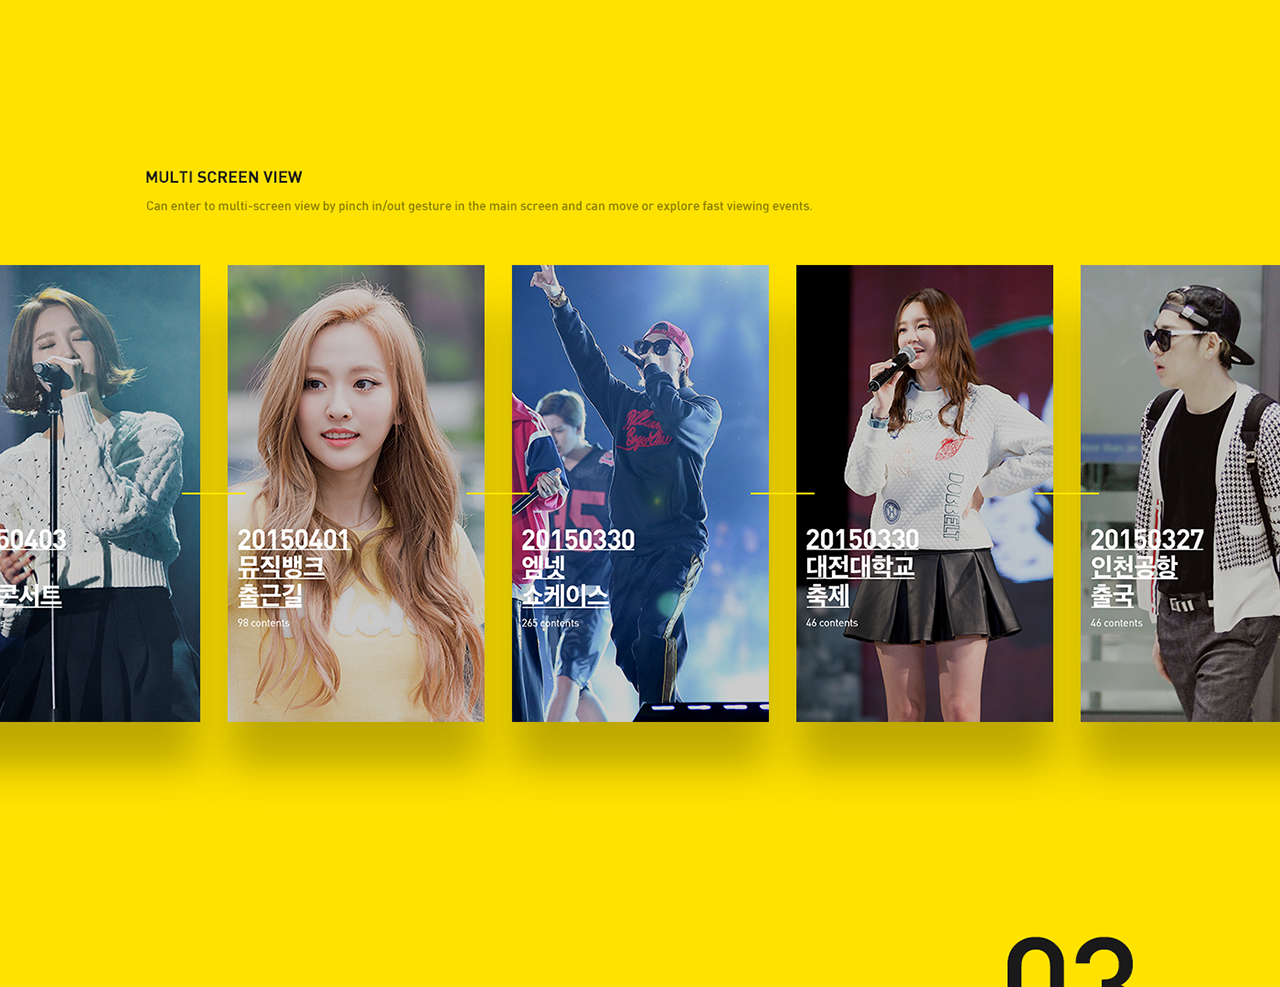 MULTI SCREEN VIEW
Can enter to multi-screen view by pinch in/out gesture in the main screen and can move or explore fast viewing events.
50403
콘서트
s
20150401
뮤직뱅크
출근길
98 contents
20150330
엠넷
쇼케이스
265 contents
20150330
대전대학교
축제
46 contents
20150327
인천공항
출국
46 contents
03